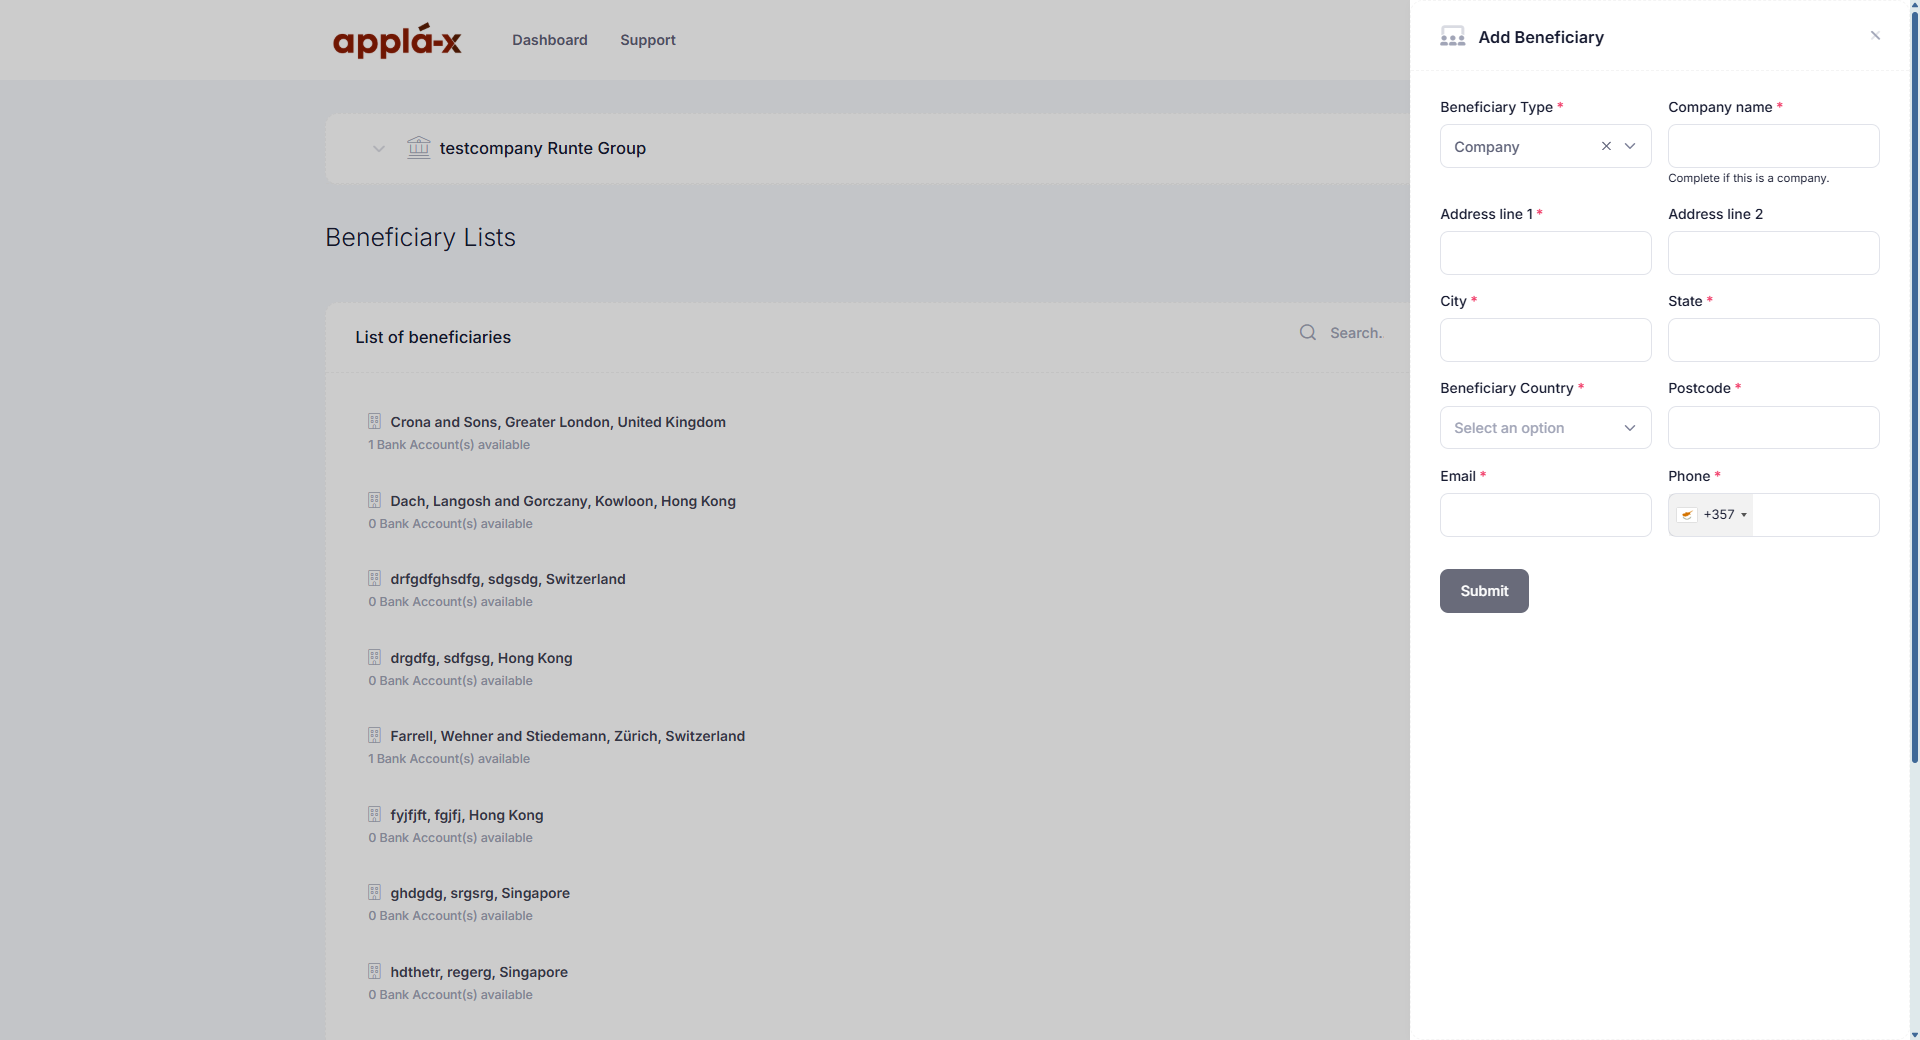 applá-x
Dashboard
Support
testcompany Runte Group
Beneficiary Lists
List of beneficiaries
Search..
Crona and Sons, Greater London, United Kingdom
1 Bank Account(s) available
Dach, Langosh and Gorczany, Kowloon, Hong Kong
0 Bank Account(s) available
drfgdfghsdfg, sdgsdg, Switzerland
0 Bank Account(s) available
drgdfg, sdfgsg, Hong Kong
0 Bank Account(s) available
Farrell, Wehner and Stiedemann, Zürich, Switzerland
1 Bank Account(s) available
fyjfjft, fgjfj, Hong Kong
0 Bank Account(s) available
ghdgdg, srgsrg, Singapore
0 Bank Account(s) available
hdthetr, regerg, Singapore
0 Bank Account(s) available
Add Beneficiary
Beneficiary Type *
Company name *
Company
Complete if this is a company.
Address line 1 *
Address line 2
City *
State *
Beneficiary Country *
Postcode *
Select an option
Email *
Phone *
+357
Submit